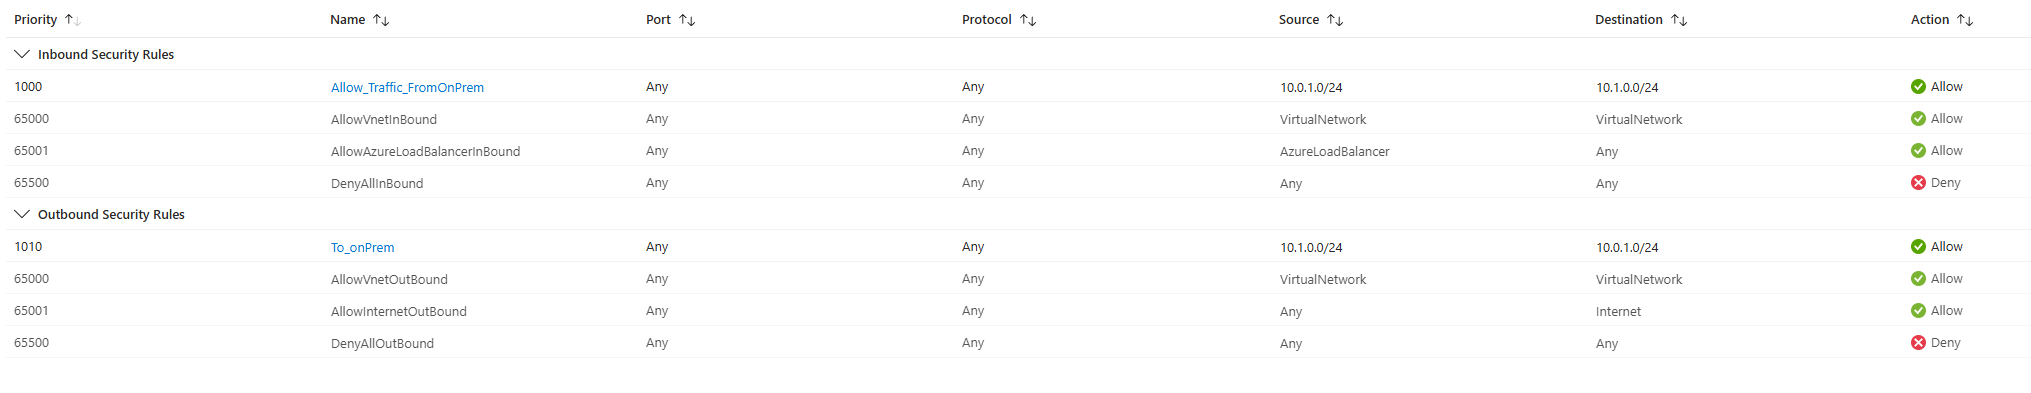 Priority Name Port Protocol Source Destination Action
Inbound Security Rules
1000 Allow_Traffic_FromOnPrem Any Any 10.0.1.0/24 10.1.0.0/24 Allow
65000 AllowVnetInBound Any Any VirtualNetwork VirtualNetwork Allow
65001 AllowAzureLoadBalancerInBound Any Any AzureLoadBalancer Any Allow
65500 DenyAllInBound Any Any Any Any Deny
Outbound Security Rules
1010 To_onPrem Any Any 10.1.0.0/24 10.0.1.0/24 Allow
65000 AllowVnetOutBound Any Any VirtualNetwork VirtualNetwork Allow
65001 AllowInternetOutBound Any Any Any Internet Allow
65500 DenyAllOutBound Any Any Any Any Deny